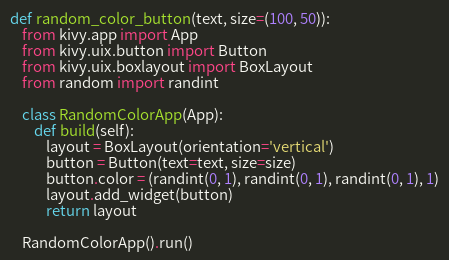 def random_color_button(text, size=(100, 50)):
    from kivy.app import App
    from kivy.uix.button import Button
    from kivy.uix.boxlayout import BoxLayout
    from random import randint

    class RandomColorApp(App):
        def build(self):
            layout = BoxLayout(orientation='vertical')
            button = Button(text=text, size=size)
            button.color = (randint(0, 1), randint(0, 1), randint(0, 1), 1)
            layout.add_widget(button)
            return layout

    RandomColorApp().run()